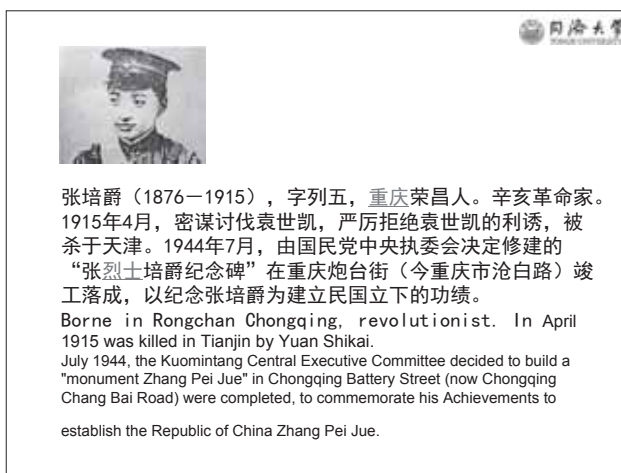 同济大学
TONGJI UNIVERSITY
张培爵（1876－1915），字列五，重庆荣昌人。辛亥革命家。
1915年4月，密谋讨伐袁世凯，严厉拒绝袁世凯的利诱，被
杀于天津。1944年7月，由国民党中央执委会决定修建的
“张烈士培爵纪念碑”在重庆炮台街（今重庆市沧白路）竣
工落成，以纪念张培爵为建立民国立下的功绩。
Borne in Rongchan Chongqing, revolutionist. In April
1915 was killed in Tianjin by Yuan Shikai.
July 1944, the Kuomintang Central Executive Committee decided to build a
"monument Zhang Pei Jue" in Chongqing Battery Street (now Chongqing
Chang Bai Road) were completed, to commemorate his Achievements to
establish the Republic of China Zhang Pei Jue.